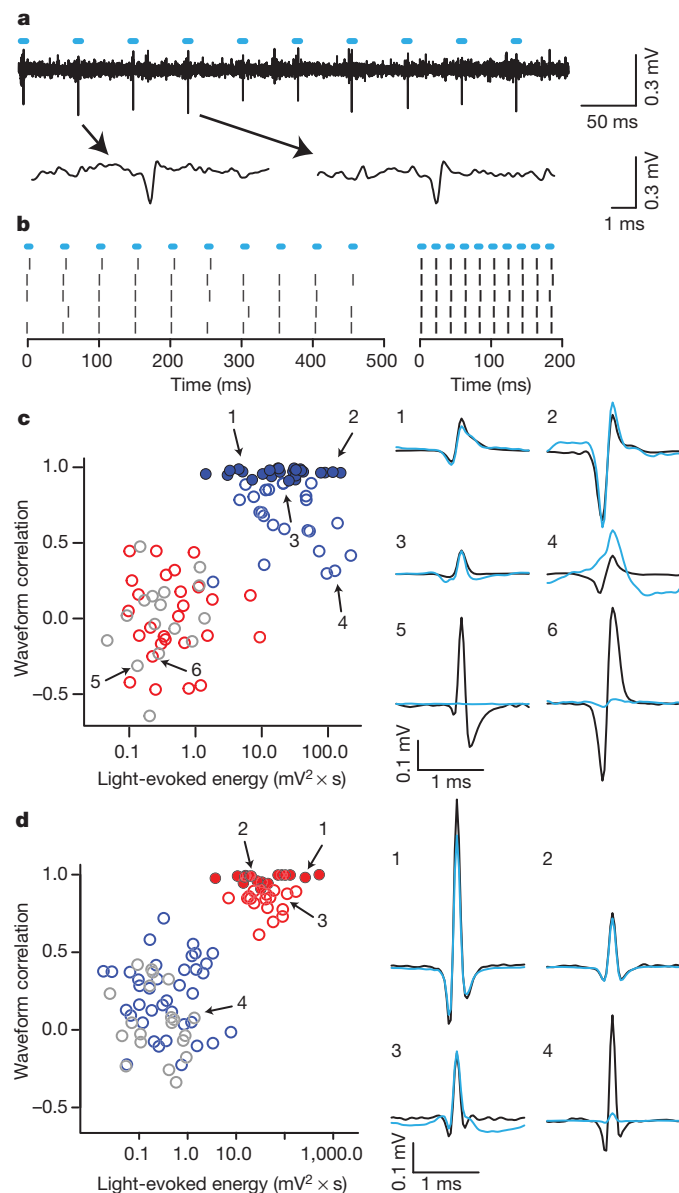 a
0.3 mV
50 ms
0.3 mV
1 ms
b
0 100 200 300 400 500
Time (ms)
0 100 200
Time (ms)
c
Waveform correlation
1.0
0.5
0.0
−0.5
0.1 1.0 10.0 100.0
Light-evoked energy (mV² × s)
1
2
3
4
5
6
1
2
3
4
5
6
0.1 mV
1 ms
d
Waveform correlation
1.0
0.5
0.0
−0.5
0.1 1.0 10.0 1,000.0
Light-evoked energy (mV² × s)
2
1
3
4
1
2
3
4
0.1 mV
1 ms